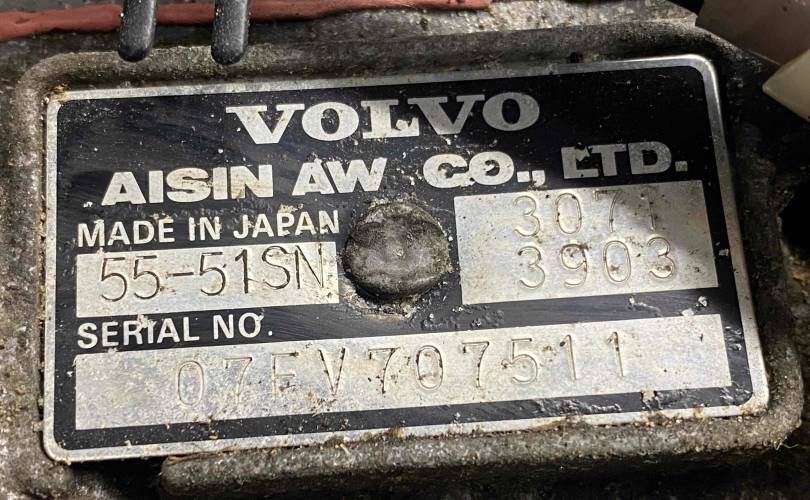 VOLVO
AISIN AW CO., LTD.
MADE IN JAPAN
55-51SN
3071
3903
SERIAL NO.
07FV707511